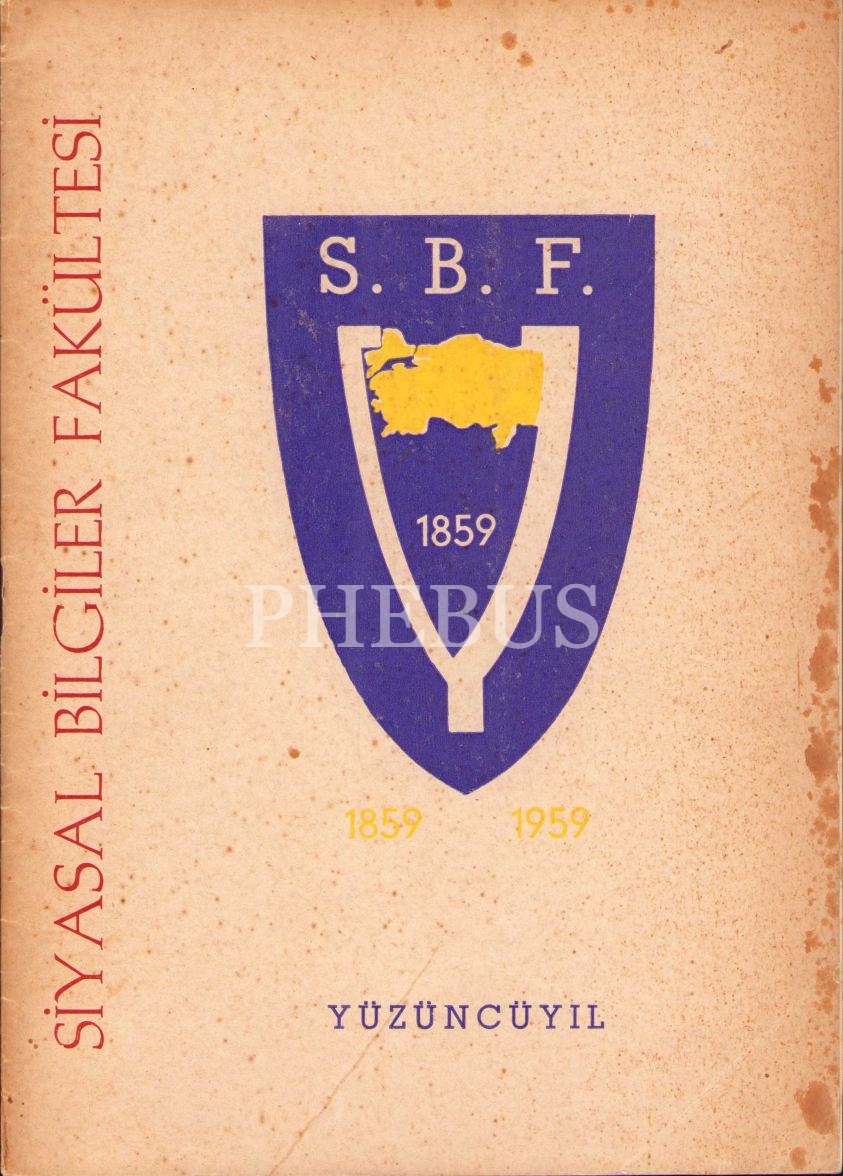 SİYASAL BİLGİLER FAKÜLTESİ
S. B. F.
1859
PHEBUS
1859 1959
YÜZÜNCÜYIL